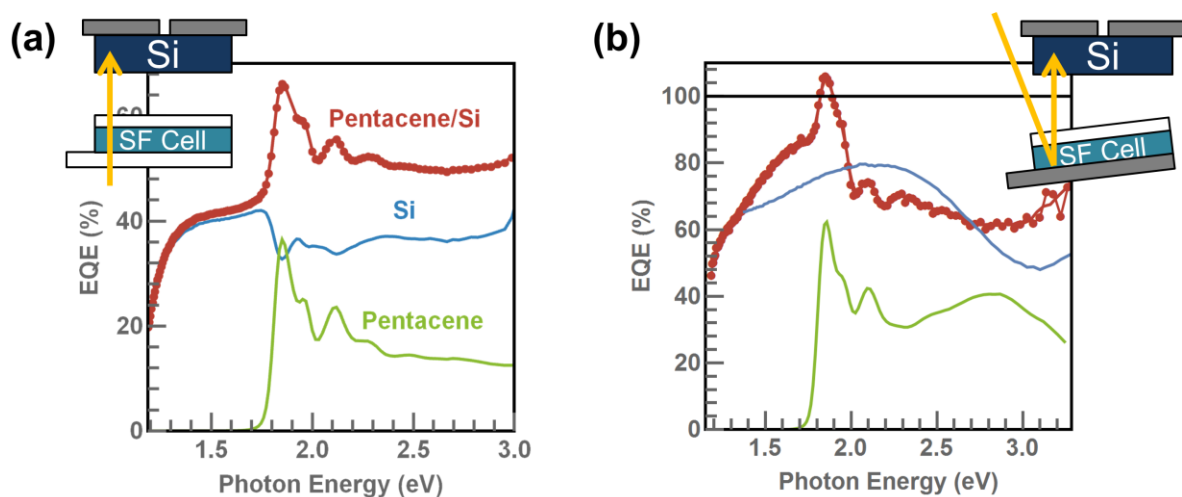 (a)
Si
SF Cell
Pentacene/Si
Si
Pentacene
EQE (%)
0
20
40
1.5
2.0
2.5
3.0
Photon Energy (eV)
(b)
Si
SF Cell
EQE (%)
0
20
40
60
80
100
1.5
2.0
2.5
3.0
Photon Energy (eV)